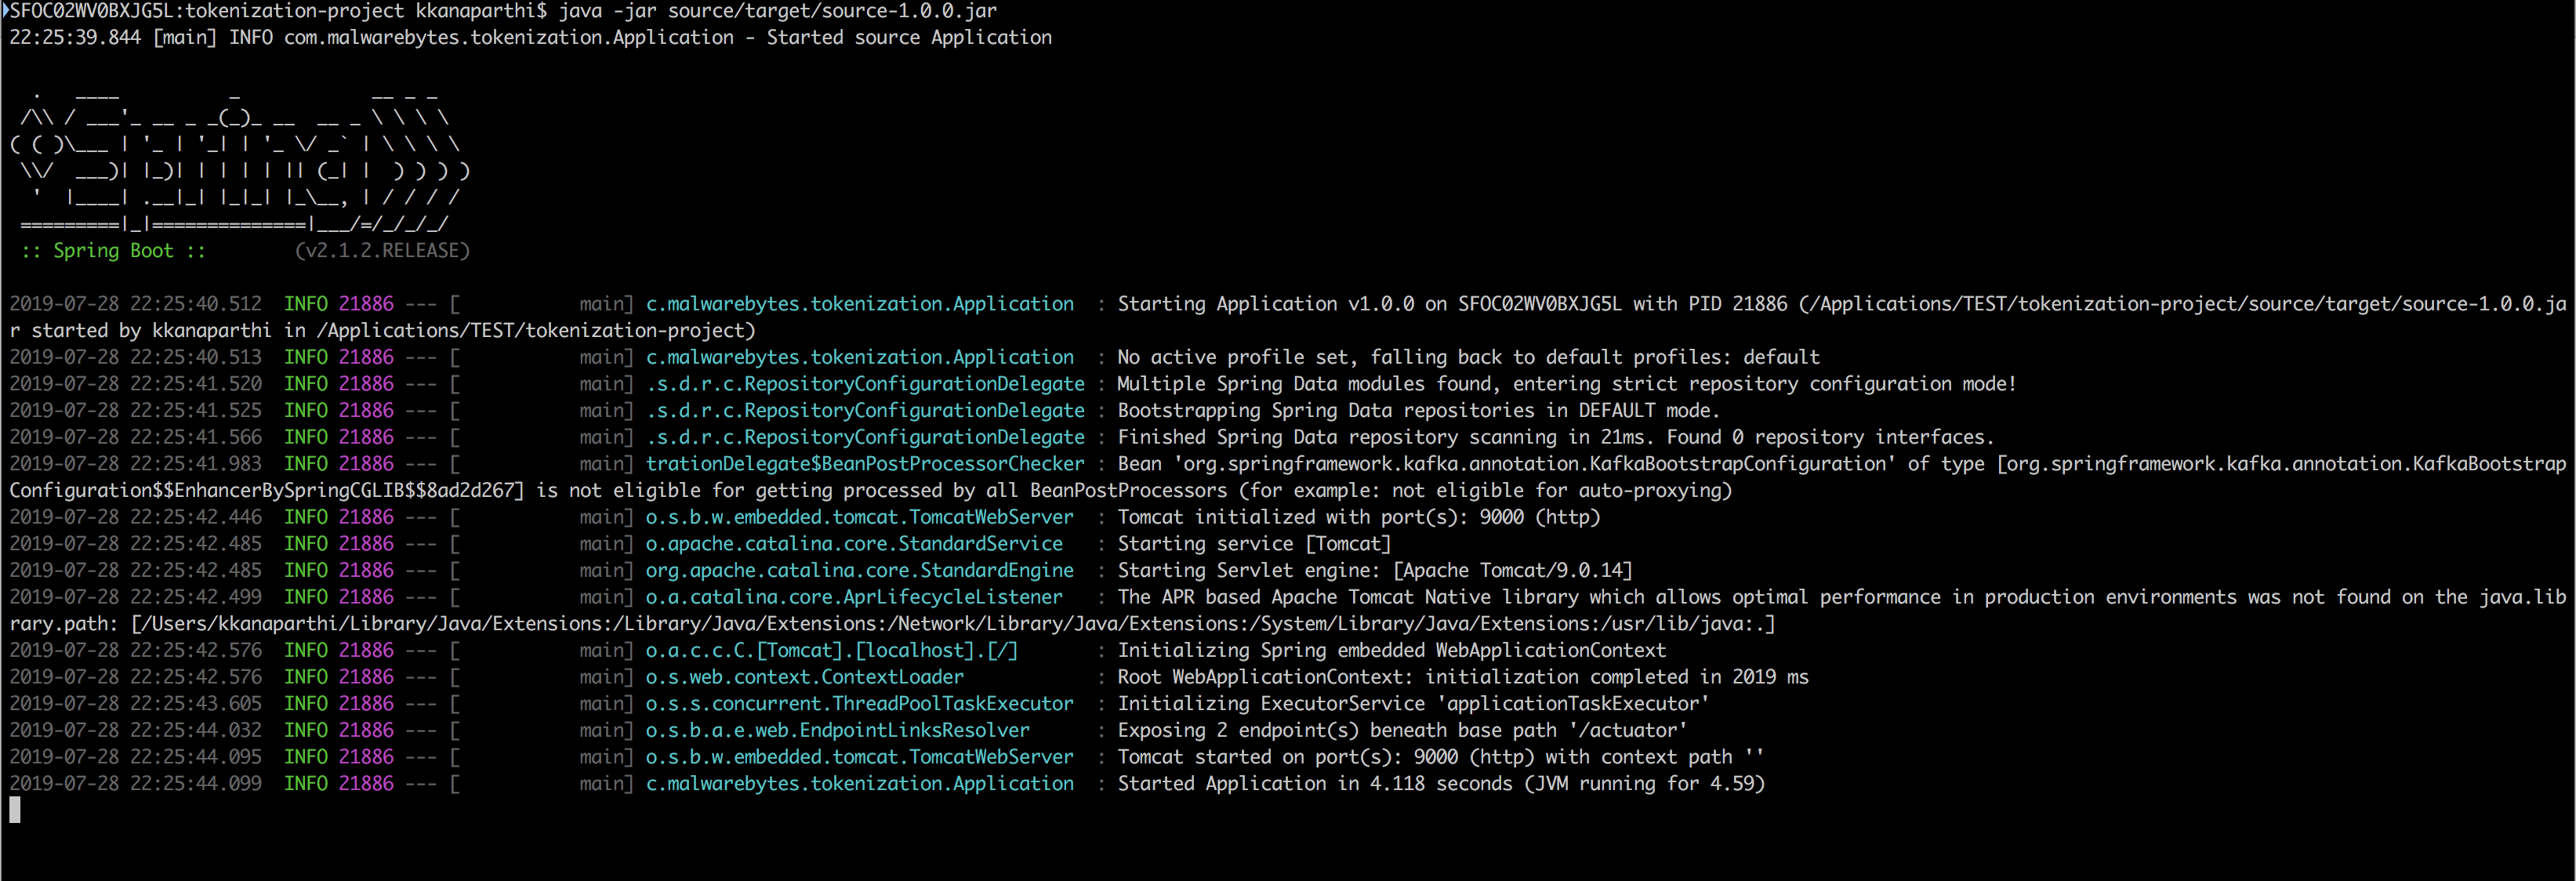 SFOC02WV0BXJG5L:tokenization-project kkanaparthi$ java -jar source/target/source-1.0.0.jar
22:25:39.844 [main] INFO com.malwarebytes.tokenization.Application - Started source Application
  .   ____          _            __ _ _
 /\\ / ___'_ __ _ _(_)_ __  __ _ \ \ \ \
( ( )\___ | '_ | '_| | '_ \/ _` | \ \ \ \
 \\/  ___)| |_)| | | | | || (_| |  ) ) ) )
  '  |____| .__|_| |_|_| |_\__, | / / / /
 =========|_|==============|___/=/_/_/_/
 :: Spring Boot ::        (v2.1.2.RELEASE)
2019-07-28 22:25:40.512  INFO 21886 --- [           main] c.malwarebytes.tokenization.Application  : Starting Application v1.0.0 on SFOC02WV0BXJG5L with PID 21886 (/Applications/TEST/tokenization-project/source/target/source-1.0.0.ja
r started by kkanaparthi in /Applications/TEST/tokenization-project)
2019-07-28 22:25:40.513  INFO 21886 --- [           main] c.malwarebytes.tokenization.Application  : No active profile set, falling back to default profiles: default
2019-07-28 22:25:41.520  INFO 21886 --- [           main] .s.d.r.c.RepositoryConfigurationDelegate : Multiple Spring Data modules found, entering strict repository configuration mode!
2019-07-28 22:25:41.525  INFO 21886 --- [           main] .s.d.r.c.RepositoryConfigurationDelegate : Bootstrapping Spring Data repositories in DEFAULT mode.
2019-07-28 22:25:41.566  INFO 21886 --- [           main] .s.d.r.c.RepositoryConfigurationDelegate : Finished Spring Data repository scanning in 21ms. Found 0 repository interfaces.
2019-07-28 22:25:41.983  INFO 21886 --- [           main] trationDelegate$BeanPostProcessorChecker : Bean 'org.springframework.kafka.annotation.KafkaBootstrapConfiguration' of type [org.springframework.kafka.annotation.KafkaBootstrap
Configuration$$EnhancerBySpringCGLIB$$8ad2d267] is not eligible for getting processed by all BeanPostProcessors (for example: not eligible for auto-proxying)
2019-07-28 22:25:42.446  INFO 21886 --- [           main] o.s.b.w.embedded.tomcat.TomcatWebServer  : Tomcat initialized with port(s): 9000 (http)
2019-07-28 22:25:42.485  INFO 21886 --- [           main] o.apache.catalina.core.StandardService   : Starting service [Tomcat]
2019-07-28 22:25:42.485  INFO 21886 --- [           main] org.apache.catalina.core.StandardEngine  : Starting Servlet engine: [Apache Tomcat/9.0.14]
2019-07-28 22:25:42.499  INFO 21886 --- [           main] o.a.catalina.core.AprLifecycleListener   : The APR based Apache Tomcat Native library which allows optimal performance in production environments was not found on the java.lib
rary.path: [/Users/kkanaparthi/Library/Java/Extensions:/Library/Java/Extensions:/Network/Library/Java/Extensions:/System/Library/Java/Extensions:/usr/lib/java:.]
2019-07-28 22:25:42.576  INFO 21886 --- [           main] o.a.c.c.C.[Tomcat].[localhost].[/]       : Initializing Spring embedded WebApplicationContext
2019-07-28 22:25:42.576  INFO 21886 --- [           main] o.s.web.context.ContextLoader            : Root WebApplicationContext: initialization completed in 2019 ms
2019-07-28 22:25:43.605  INFO 21886 --- [           main] o.s.s.concurrent.ThreadPoolTaskExecutor  : Initializing ExecutorService 'applicationTaskExecutor'
2019-07-28 22:25:44.032  INFO 21886 --- [           main] o.s.b.a.e.web.EndpointLinksResolver      : Exposing 2 endpoint(s) beneath base path '/actuator'
2019-07-28 22:25:44.095  INFO 21886 --- [           main] o.s.b.w.embedded.tomcat.TomcatWebServer  : Tomcat started on port(s): 9000 (http) with context path ''
2019-07-28 22:25:44.099  INFO 21886 --- [           main] c.malwarebytes.tokenization.Application  : Started Application in 4.118 seconds (JVM running for 4.59)